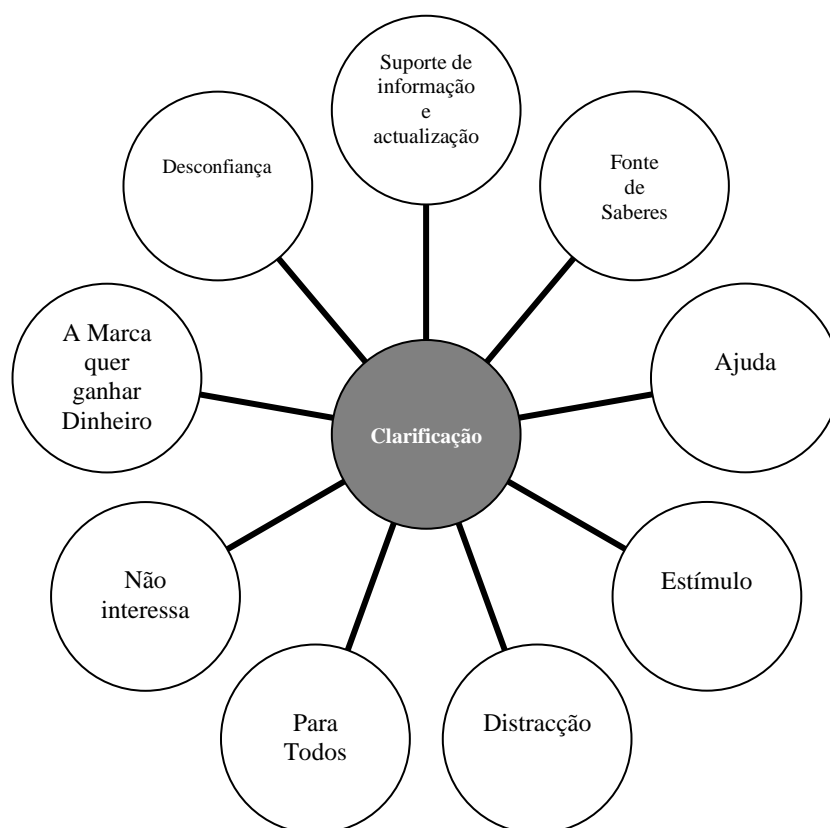 Suporte de
informação
e
actualização
Fonte
de
Saberes
Ajuda
Estímulo
Distracção
Para
Todos
Não
interessa
A Marca
quer
ganhar
Dinheiro
Desconfiança
Clarificação